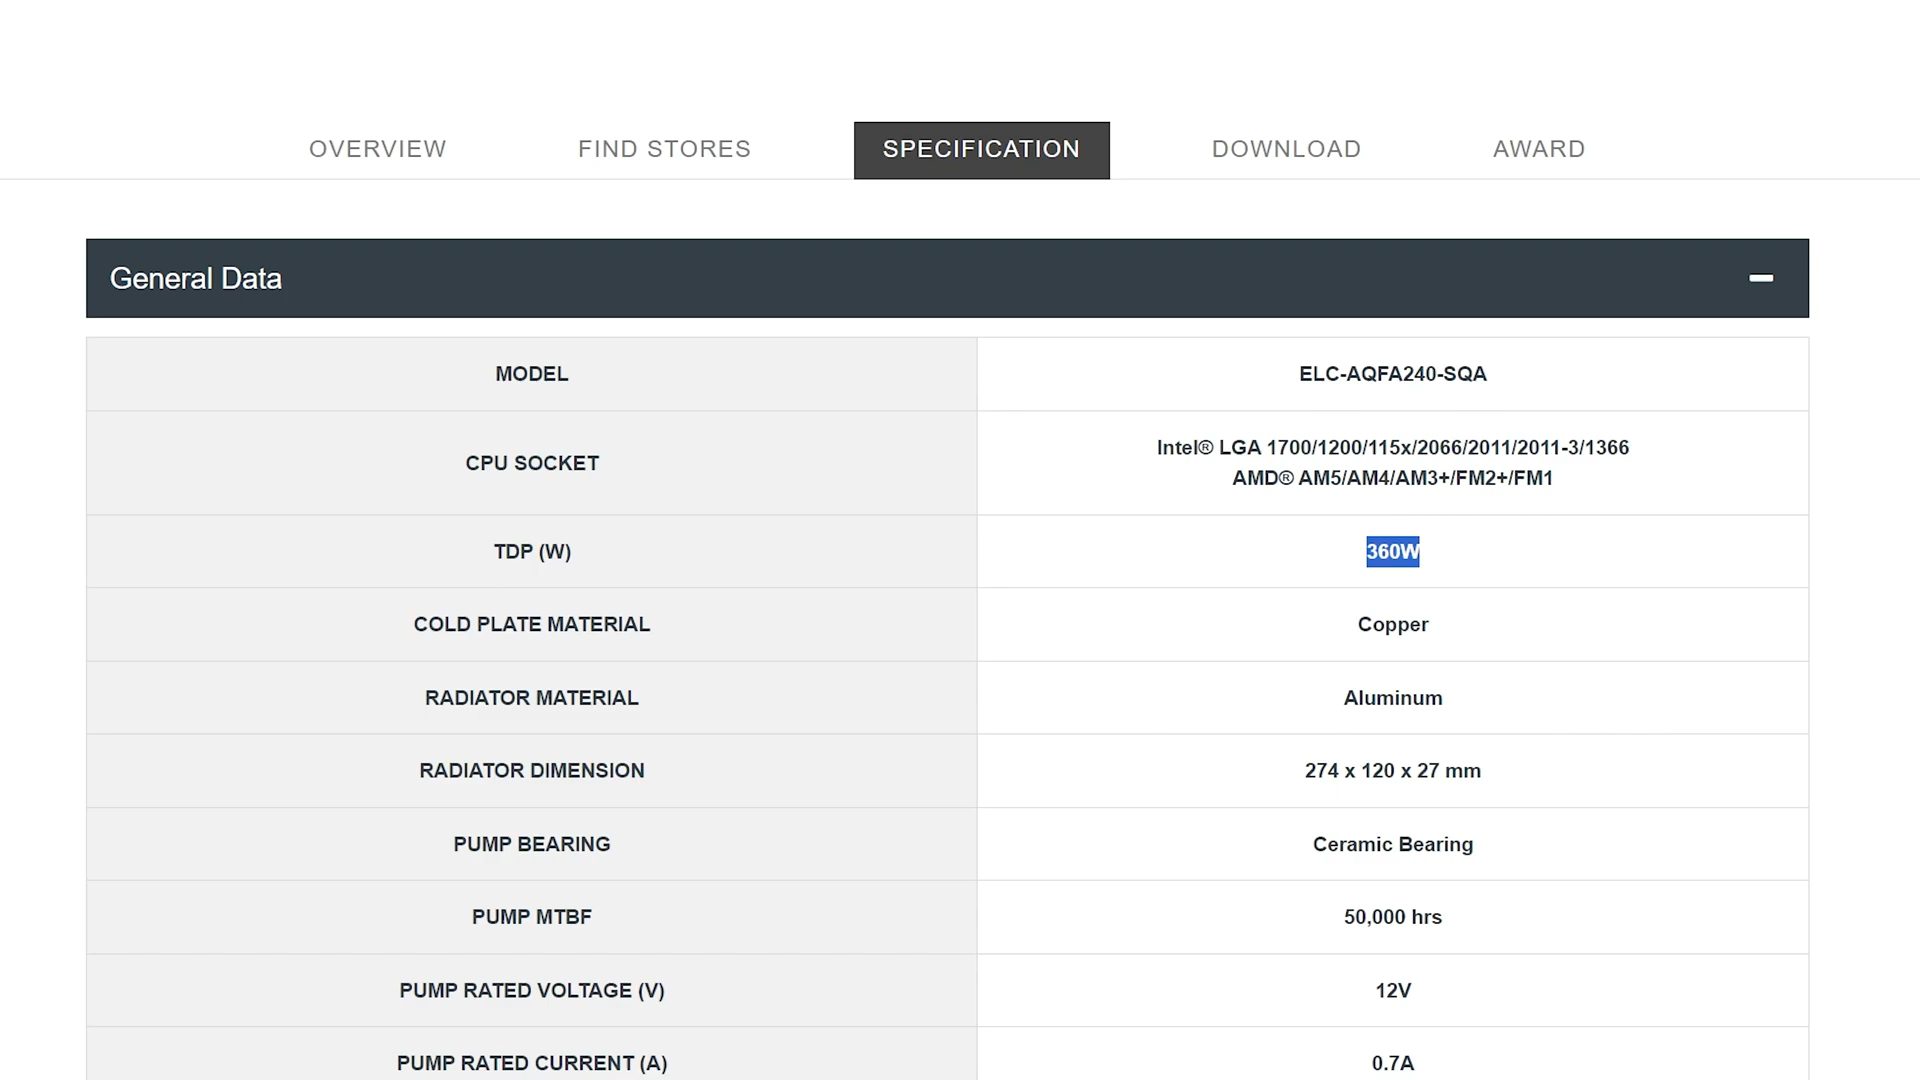 OVERVIEW
FIND STORES
SPECIFICATION
DOWNLOAD
AWARD
General Data
MODEL
ELC-AQFA240-SQA
CPU SOCKET
Intel® LGA 1700/1200/115x/2066/2011/2011-3/1366
AMD® AM5/AM4/AM3+/FM2+/FM1
TDP (W)
360W
COLD PLATE MATERIAL
Copper
RADIATOR MATERIAL
Aluminum
RADIATOR DIMENSION
274 x 120 x 27 mm
PUMP BEARING
Ceramic Bearing
PUMP MTBF
50,000 hrs
PUMP RATED VOLTAGE (V)
12V
PUMP RATED CURRENT (A)
0.7A